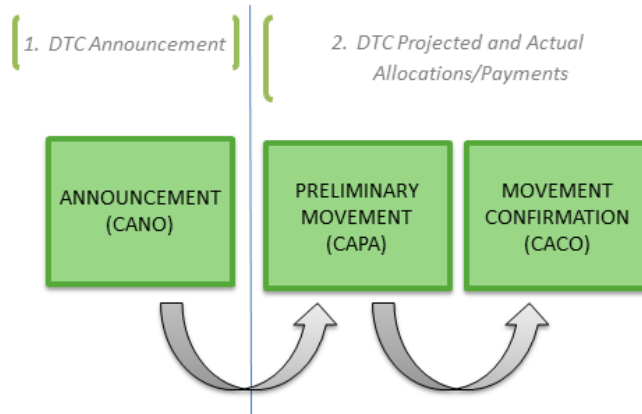 1. DTC Announcement
2. DTC Projected and Actual
Allocations/Payments
ANNOUNCEMENT
(CANO)
PRELIMINARY
MOVEMENT
(CAPA)
MOVEMENT
CONFIRMATION
(CACO)